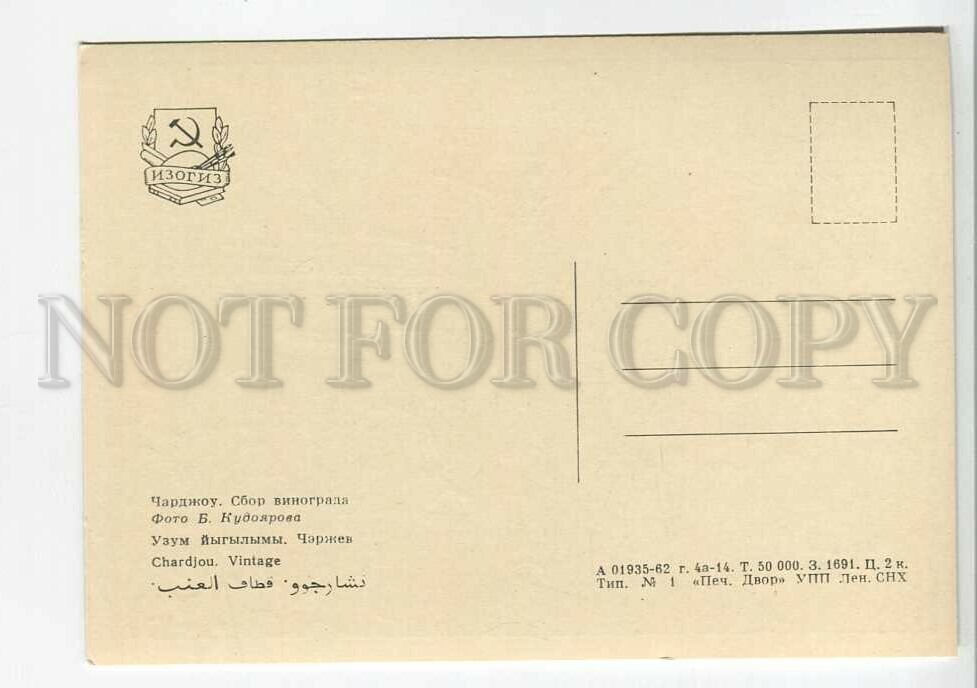 ИЗОГИЗ
NOT FOR COPY
Чарджоу. Сбор винограда
Фото Б. Кудоярова
Узум йыгылымы. Чәржев
Chardjou. Vintage
تشارجوو. قطاف العنب.
А 01935-62 г. 4а-14. Т. 50 000. З. 1691. Ц. 2 к.
Тип. № 1 «Печ. Двор» УПП Лен. СНХ